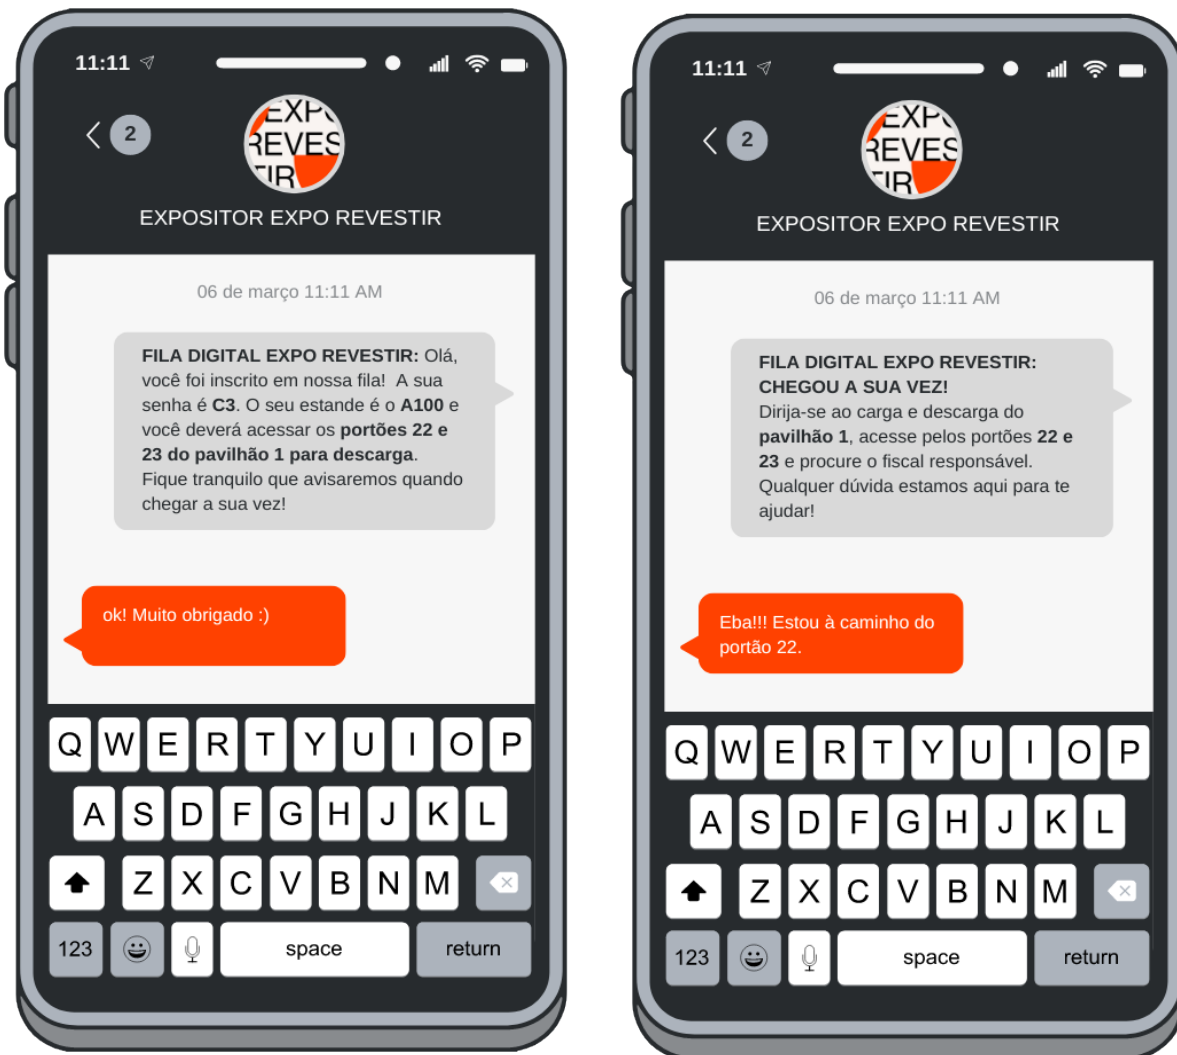 11:11
2
EXPO
REVES
TIR
EXPOSITOR EXPO REVESTIR
06 de março 11:11 AM
FILA DIGITAL EXPO REVESTIR: Olá,
você foi inscrito em nossa fila! A sua
senha é C3. O seu estande é o A100 e
você deverá acessar os portões 22 e
23 do pavilhão 1 para descarga.
Fique tranquilo que avisaremos quando
chegar a sua vez!
ok! Muito obrigado :)
Q W E R T Y U I O P
A S D F G H J K L
Z X C V B N M
123 space return
11:11
2
EXPO
REVES
TIR
EXPOSITOR EXPO REVESTIR
06 de março 11:11 AM
FILA DIGITAL EXPO REVESTIR:
CHEGOU A SUA VEZ!
Dirija-se ao carga e descarga do
pavilhão 1, acesse pelos portões 22 e
23 e procure o fiscal responsável.
Qualquer dúvida estamos aqui para te
ajudar!
Eba!!! Estou à caminho do
portão 22.
Q W E R T Y U I O P
A S D F G H J K L
Z X C V B N M
123 space return